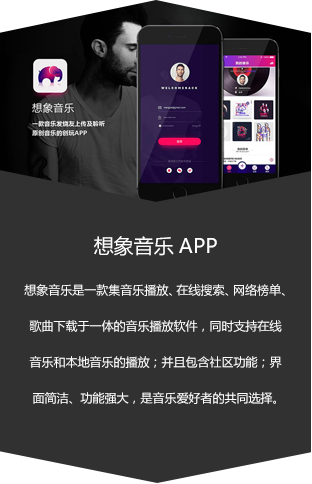 想象音乐
一款音乐发烧友上传及聆听
原创音乐的创玩APP
WELCOMEBACK
我的音乐
想象音乐 APP
想象音乐是一款集音乐播放、在线搜索、网络榜单、
歌曲下载于一体的音乐播放软件，同时支持在线
音乐和本地音乐的播放；并且包含社区功能；界
面简洁、功能强大，是音乐爱好者的共同选择。